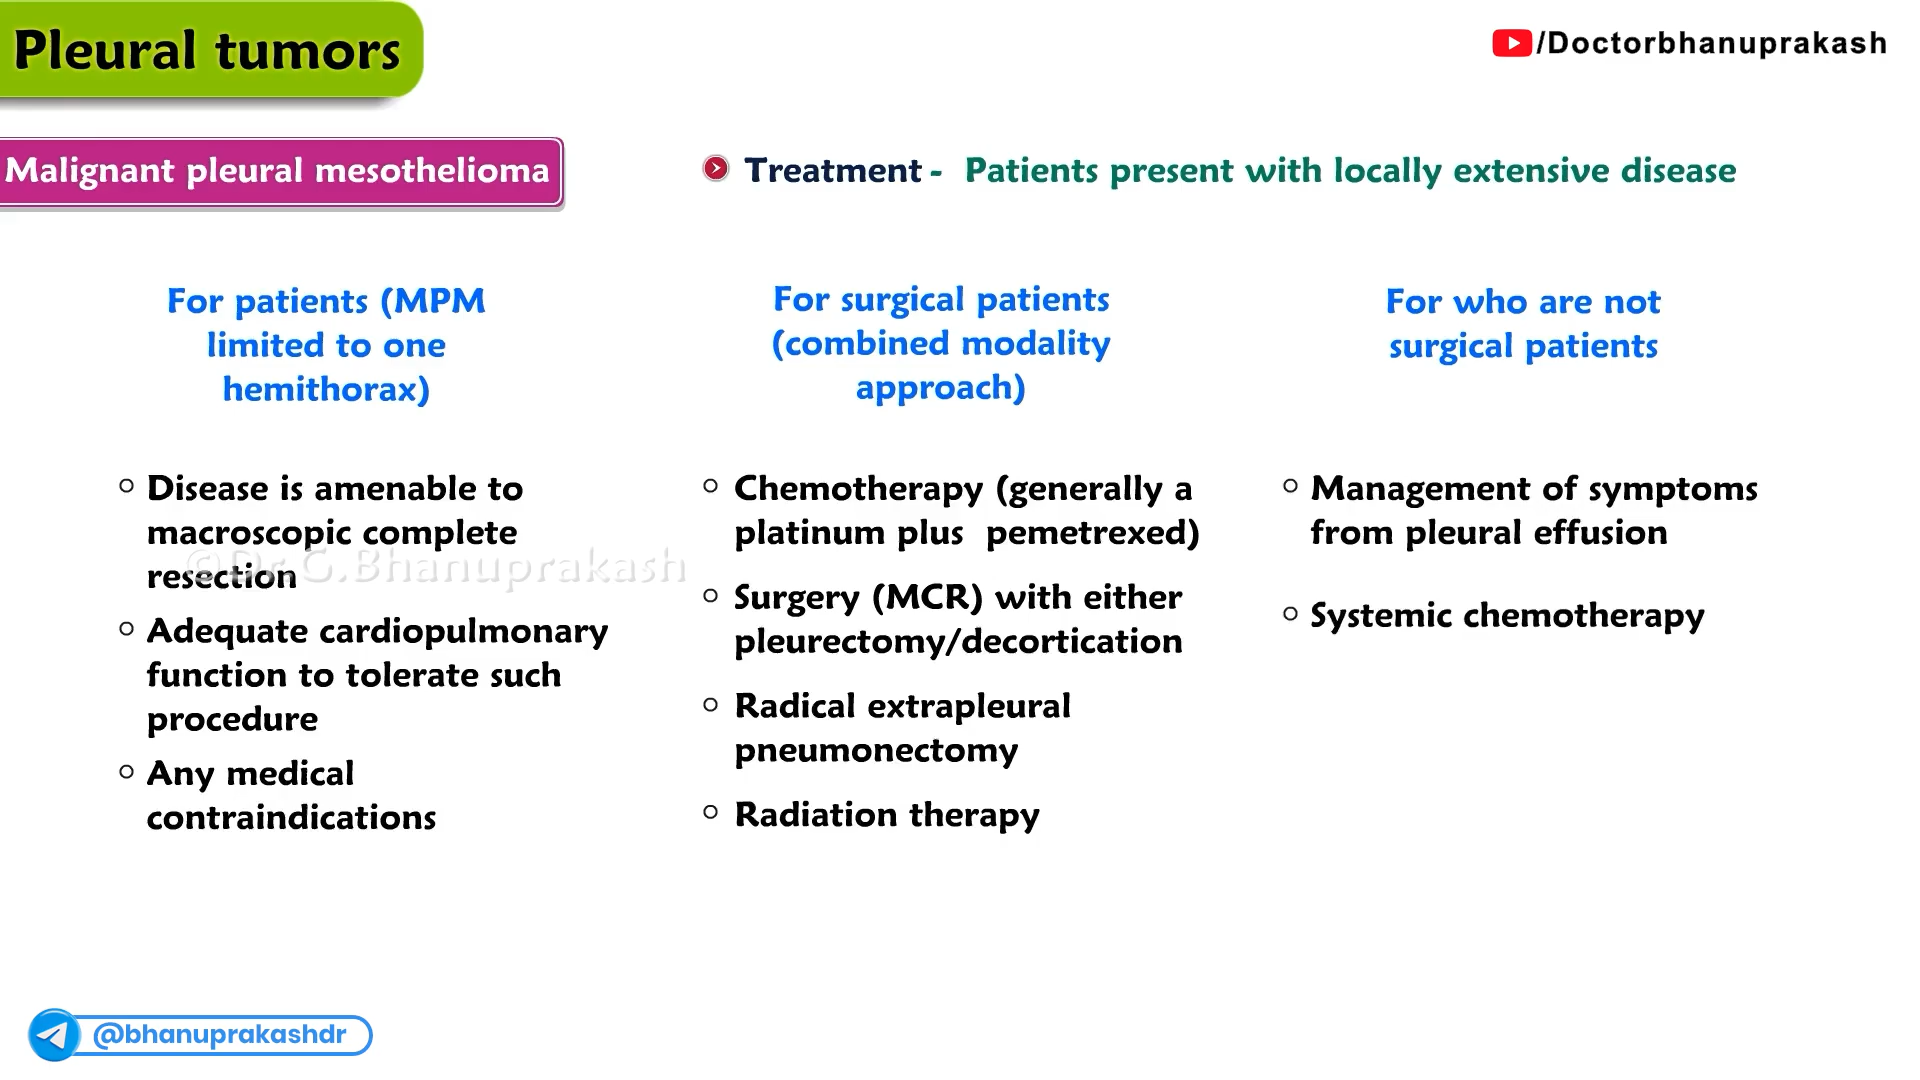 Pleural tumors
/Doctorbhanuprakash
Malignant pleural mesothelioma
Treatment - Patients present with locally extensive disease
For patients (MPM
limited to one
hemithorax)
Disease is amenable to
macroscopic complete
resection
Adequate cardiopulmonary
function to tolerate such
procedure
Any medical
contraindications
For surgical patients
(combined modality
approach)
Chemotherapy (generally a
platinum plus pemetrexed)
Surgery (MCR) with either
pleurectomy/decortication
Radical extrapleural
pneumonectomy
Radiation therapy
For who are not
surgical patients
Management of symptoms
from pleural effusion
Systemic chemotherapy
©Dr.G.Bhanuprakash
@bhanuprakashdr